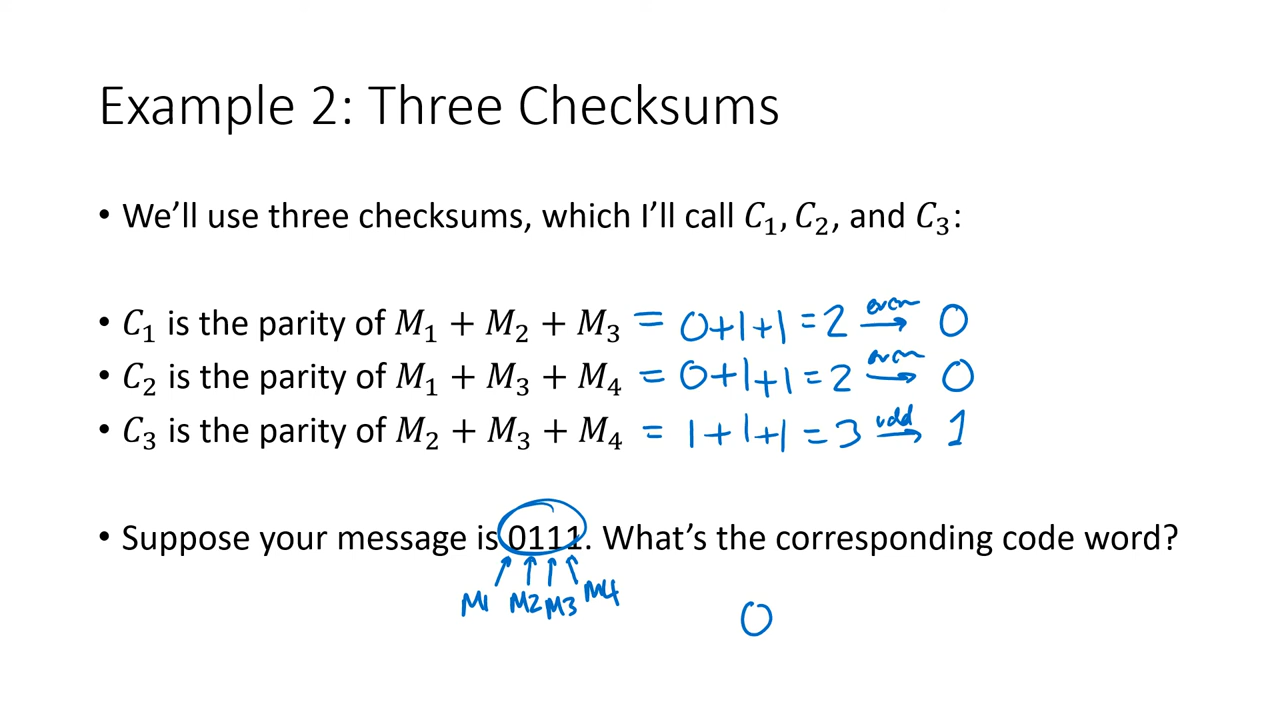 Example 2: Three Checksums
• We'll use three checksums, which I'll call C₁, C₂, and C₃:
• C₁ is the parity of M₁ + M₂ + M₃ = 0+1+1 = 2 even → 0
• C₂ is the parity of M₁ + M₃ + M₄ = 0+1+1 = 2 even → 0
• C₃ is the parity of M₂ + M₃ + M₄ = 1+1+1 = 3 odd → 1
• Suppose your message is 0111. What's the corresponding code word?
M1 M2 M3 M4
0